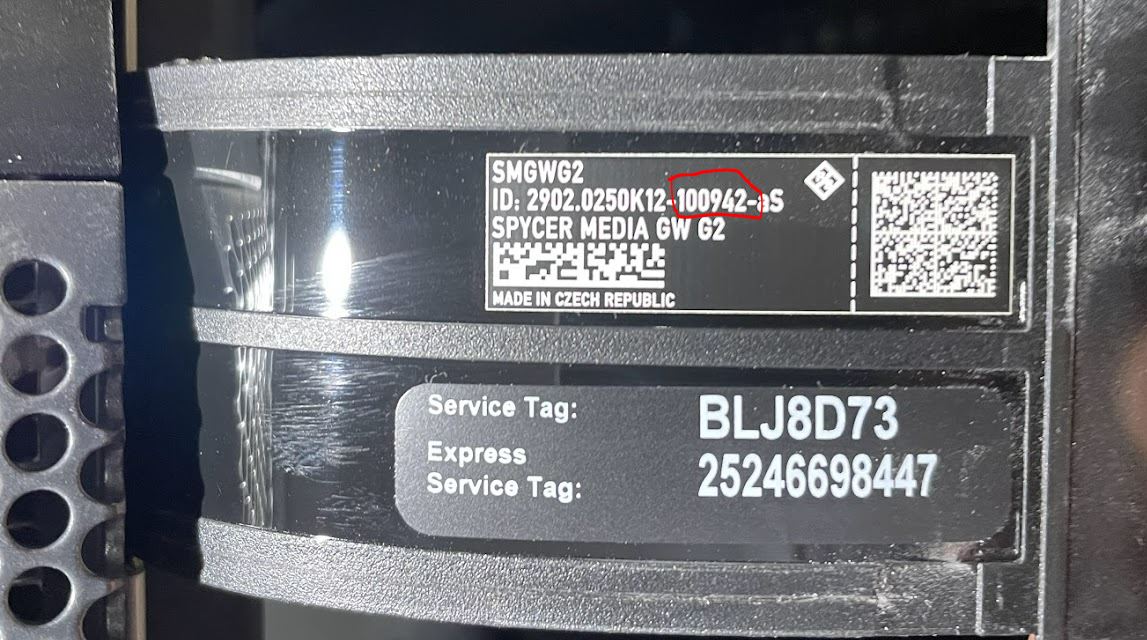 SMGWG2
ID: 2902.0250K12-100942-aS
SPYCER MEDIA GW G2
MADE IN CZECH REPUBLIC
Service Tag: BLJ8D73
Express
Service Tag: 25246698447